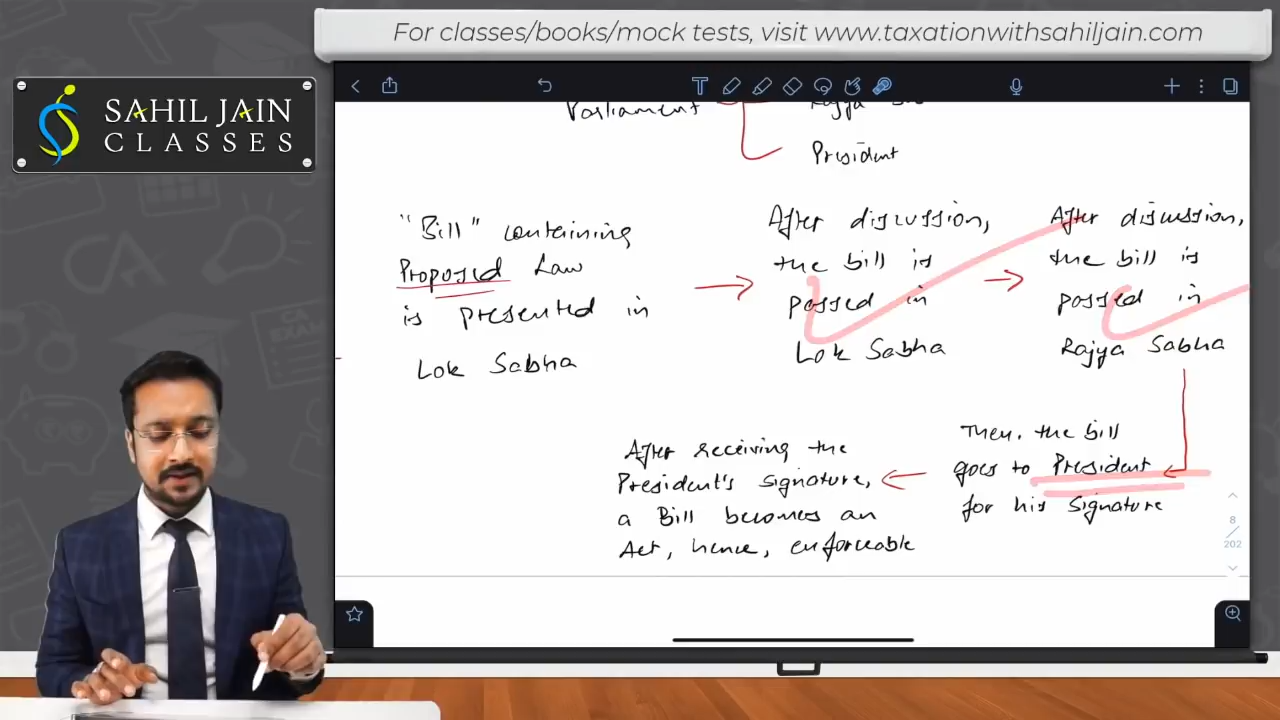 For classes/books/mock tests, visit www.taxationwithsahiljain.com
SAHIL JAIN
CLASSES
Parliament
President
"Bill" containing
Proposed Law
is presented in
Lok Sabha
After discussion,
the bill is
passed in
Lok Sabha
After discussion,
the bill is
passed in
Rajya Sabha
Then, the bill
goes to President
for his signature
After receiving the
President's signature,
a Bill becomes an
Act, hence, enforceable
8
202